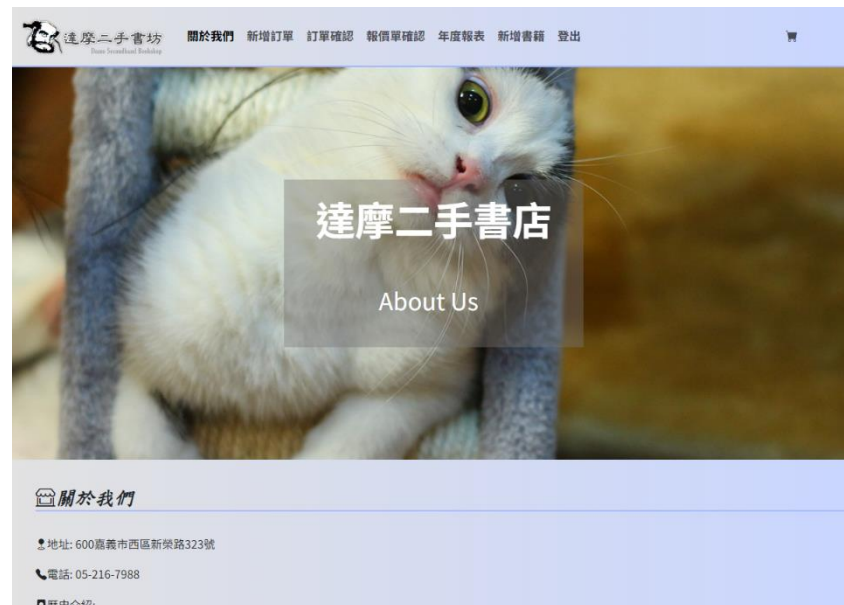 達摩二手書坊
關於我們 新增訂單 訂單確認 報價單確認 年度報表 新增書籍 登出
達摩二手書店
About Us
關於我們
地址: 600嘉義市西區新榮路323號
電話: 05-216-7988